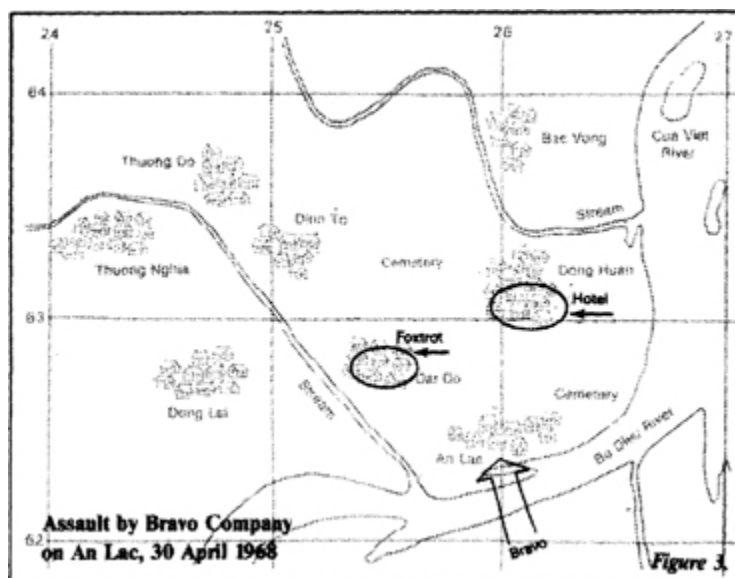 24
25
26
27
64
Bac Vong
Cua Viet
River
Thuong Do
Stream
Dinh To
Cemetery
Dong Huan
Thuong Nghia
Hotel
63
63
Foxtrot
Dai Do
Stream
Cemetery
Dong Lai
An Lac
Bo Dieu River
Assault by Bravo Company
on An Lac, 30 April 1968
62
Bravo
Figure 3.